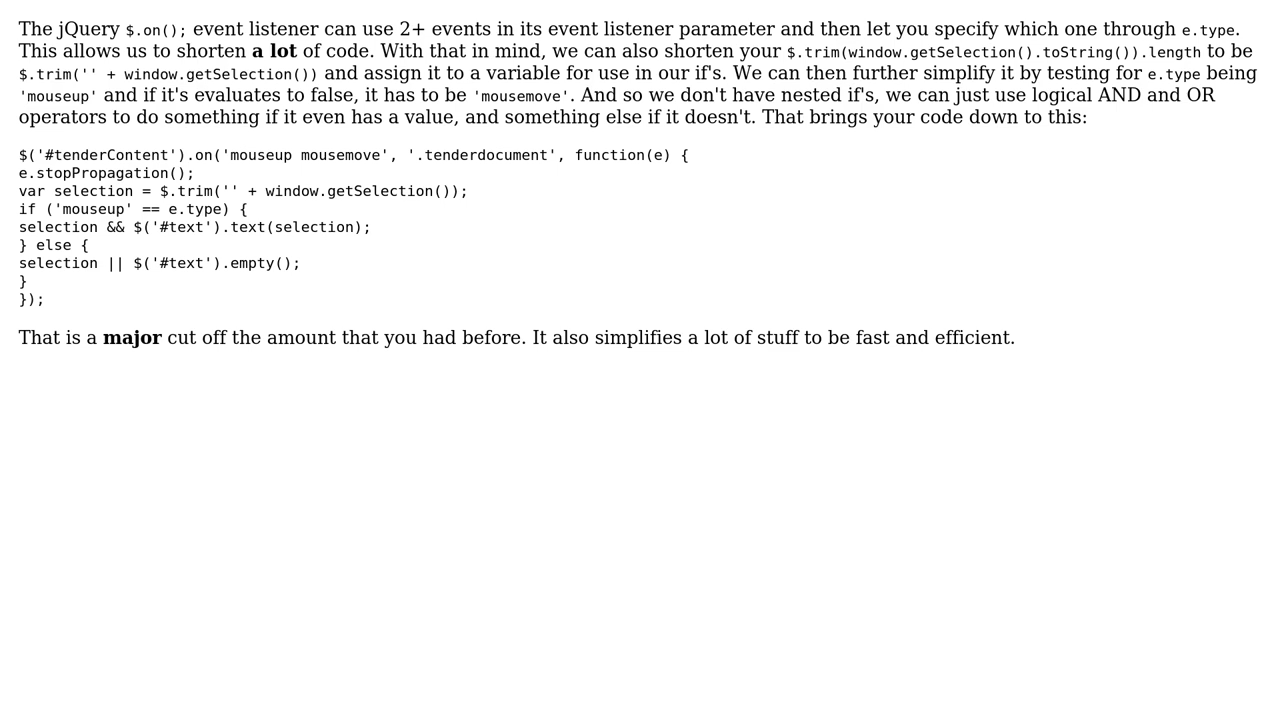 The jQuery $.on(); event listener can use 2+ events in its event listener parameter and then let you specify which one through e.type.
This allows us to shorten a lot of code. With that in mind, we can also shorten your $.trim(window.getSelection().toString()).length to be
$.trim('' + window.getSelection()) and assign it to a variable for use in our if's. We can then further simplify it by testing for e.type being
'mouseup' and if it's evaluates to false, it has to be 'mousemove'. And so we don't have nested if's, we can just use logical AND and OR
operators to do something if it even has a value, and something else if it doesn't. That brings your code down to this:
$('#tenderContent').on('mouseup mousemove', '.tenderdocument', function(e) {
e.stopPropagation();
var selection = $.trim('' + window.getSelection());
if ('mouseup' == e.type) {
selection && $('#text').text(selection);
} else {
selection || $('#text').empty();
}
});
That is a major cut off the amount that you had before. It also simplifies a lot of stuff to be fast and efficient.